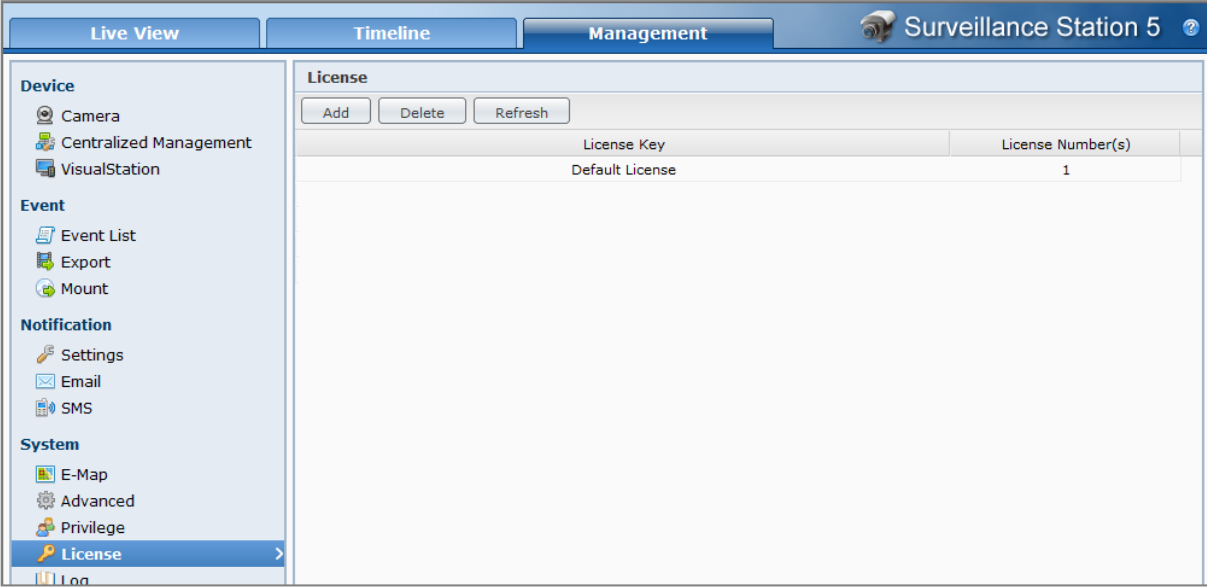 Live View
Timeline
Management
Surveillance Station 5
?
Device
Camera
Centralized Management
VisualStation
Event
Event List
Export
Mount
Notification
Settings
Email
SMS
System
E-Map
Advanced
Privilege
License
Log
License
Add Delete Refresh
License Key License Number(s)
Default License 1